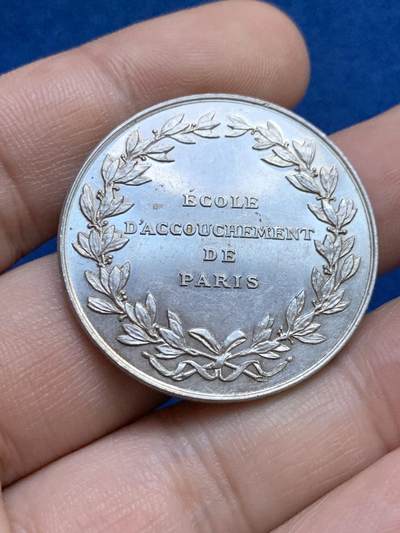 ÉCOLE
D'ACCOUCHEMENT
DE
PARIS